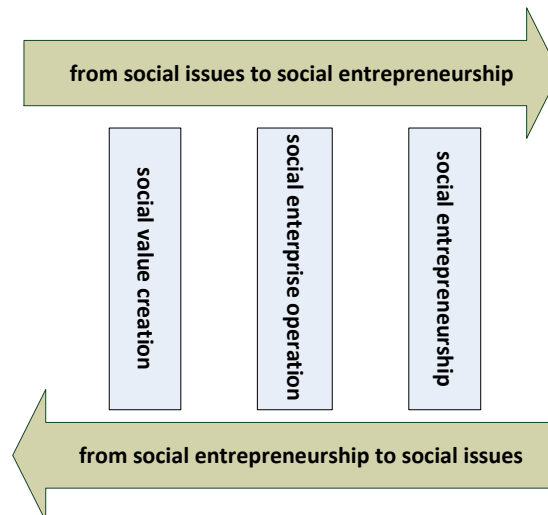 from social issues to social entrepreneurship
social value creation
social enterprise operation
social entrepreneurship
from social entrepreneurship to social issues